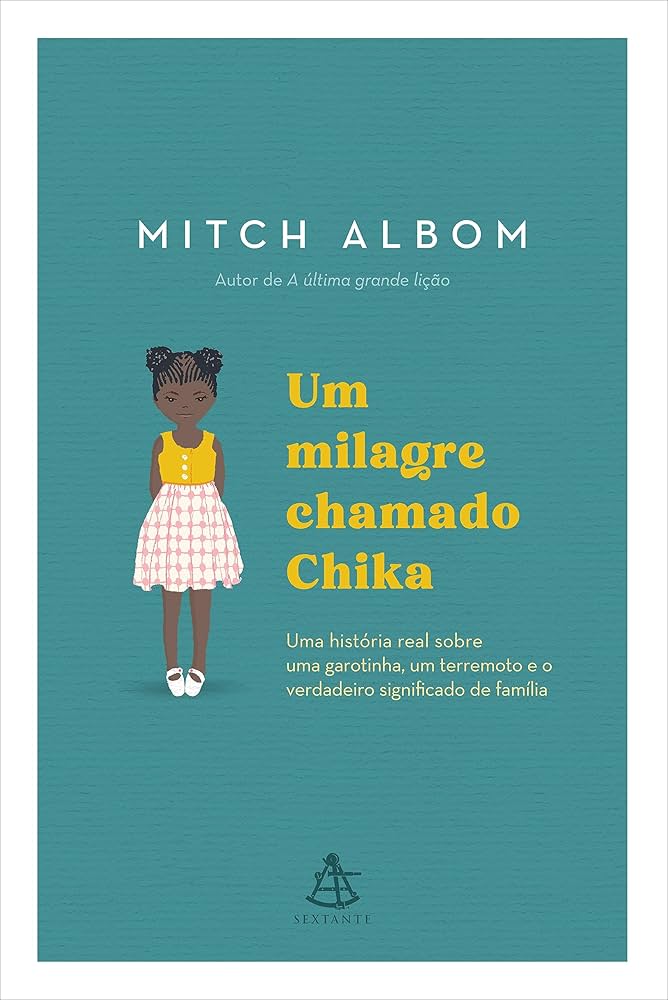 MITCH ALBOM
Autor de A última grande lição
Um
milagre
chamado
Chika
Uma história real sobre
uma garotinha, um terremoto e o
verdadeiro significado de família
SEXTANTE